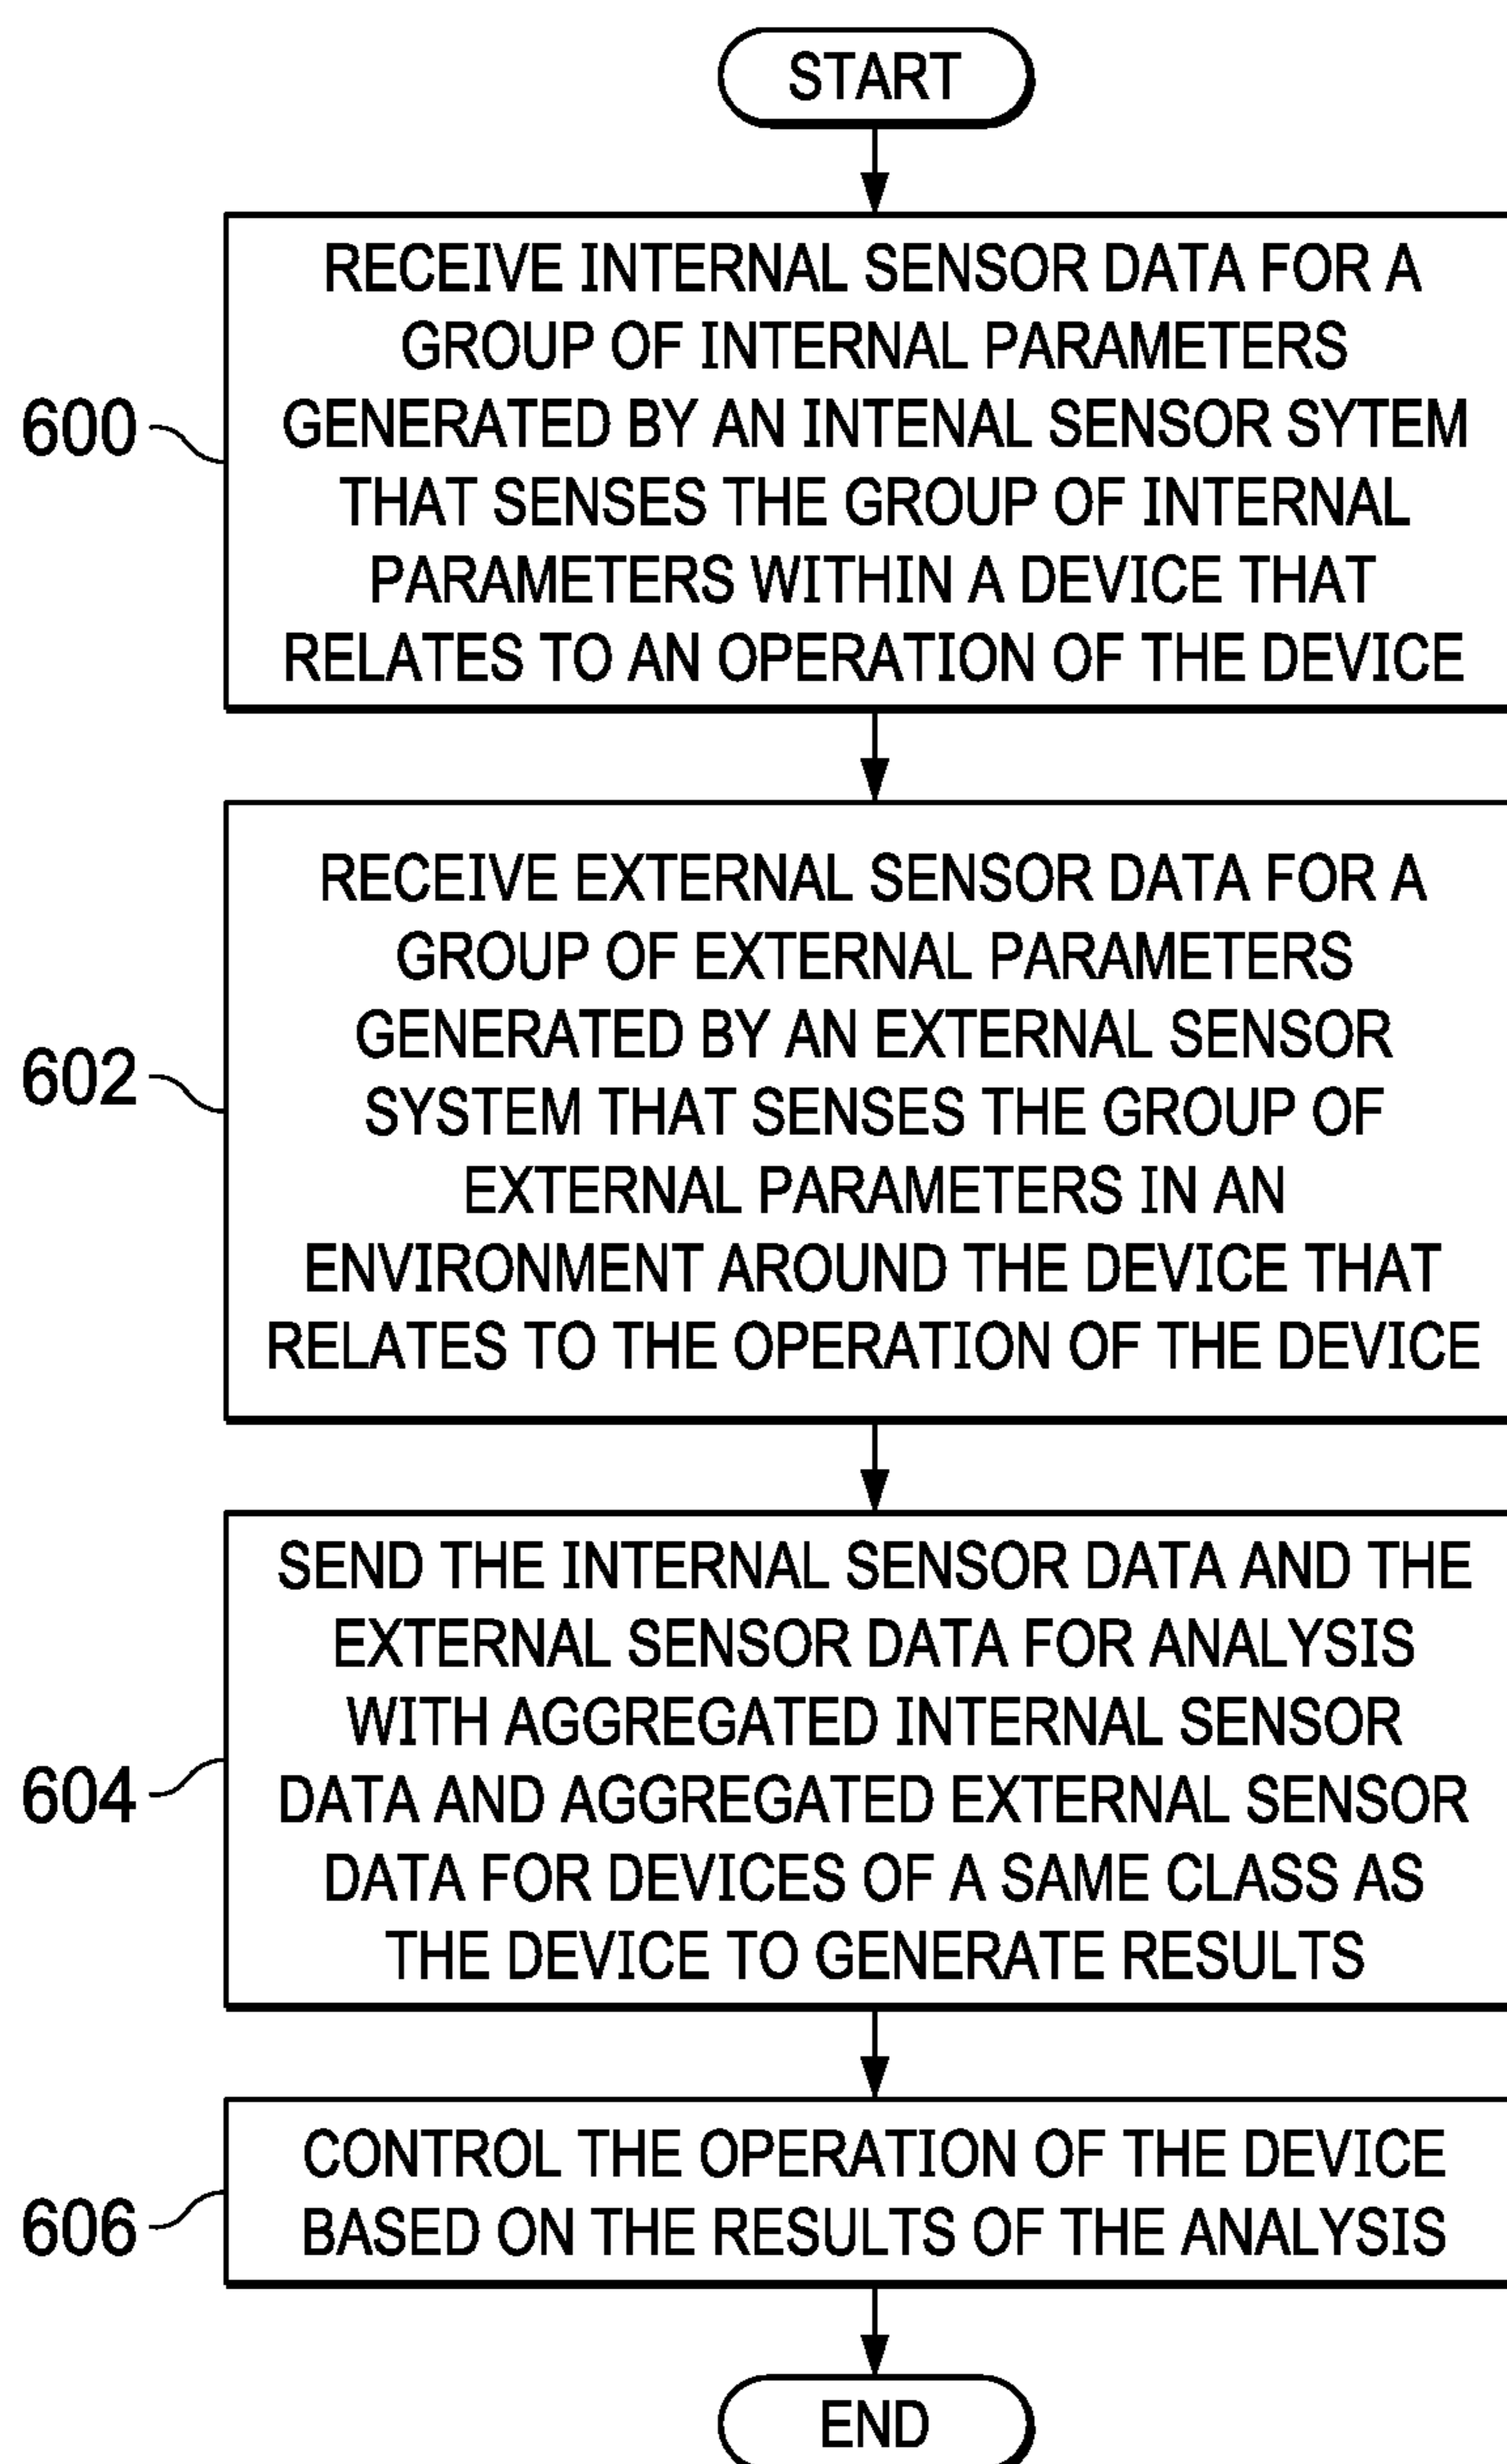 START
RECEIVE INTERNAL SENSOR DATA FOR A
GROUP OF INTERNAL PARAMETERS
GENERATED BY AN INTENAL SENSOR SYTEM
THAT SENSES THE GROUP OF INTERNAL
PARAMETERS WITHIN A DEVICE THAT
RELATES TO AN OPERATION OF THE DEVICE
600
RECEIVE EXTERNAL SENSOR DATA FOR A
GROUP OF EXTERNAL PARAMETERS
GENERATED BY AN EXTERNAL SENSOR
SYSTEM THAT SENSES THE GROUP OF
EXTERNAL PARAMETERS IN AN
ENVIRONMENT AROUND THE DEVICE THAT
RELATES TO THE OPERATION OF THE DEVICE
602
SEND THE INTERNAL SENSOR DATA AND THE
EXTERNAL SENSOR DATA FOR ANALYSIS
WITH AGGREGATED INTERNAL SENSOR
DATA AND AGGREGATED EXTERNAL SENSOR
DATA FOR DEVICES OF A SAME CLASS AS
THE DEVICE TO GENERATE RESULTS
604
CONTROL THE OPERATION OF THE DEVICE
BASED ON THE RESULTS OF THE ANALYSIS
606
END